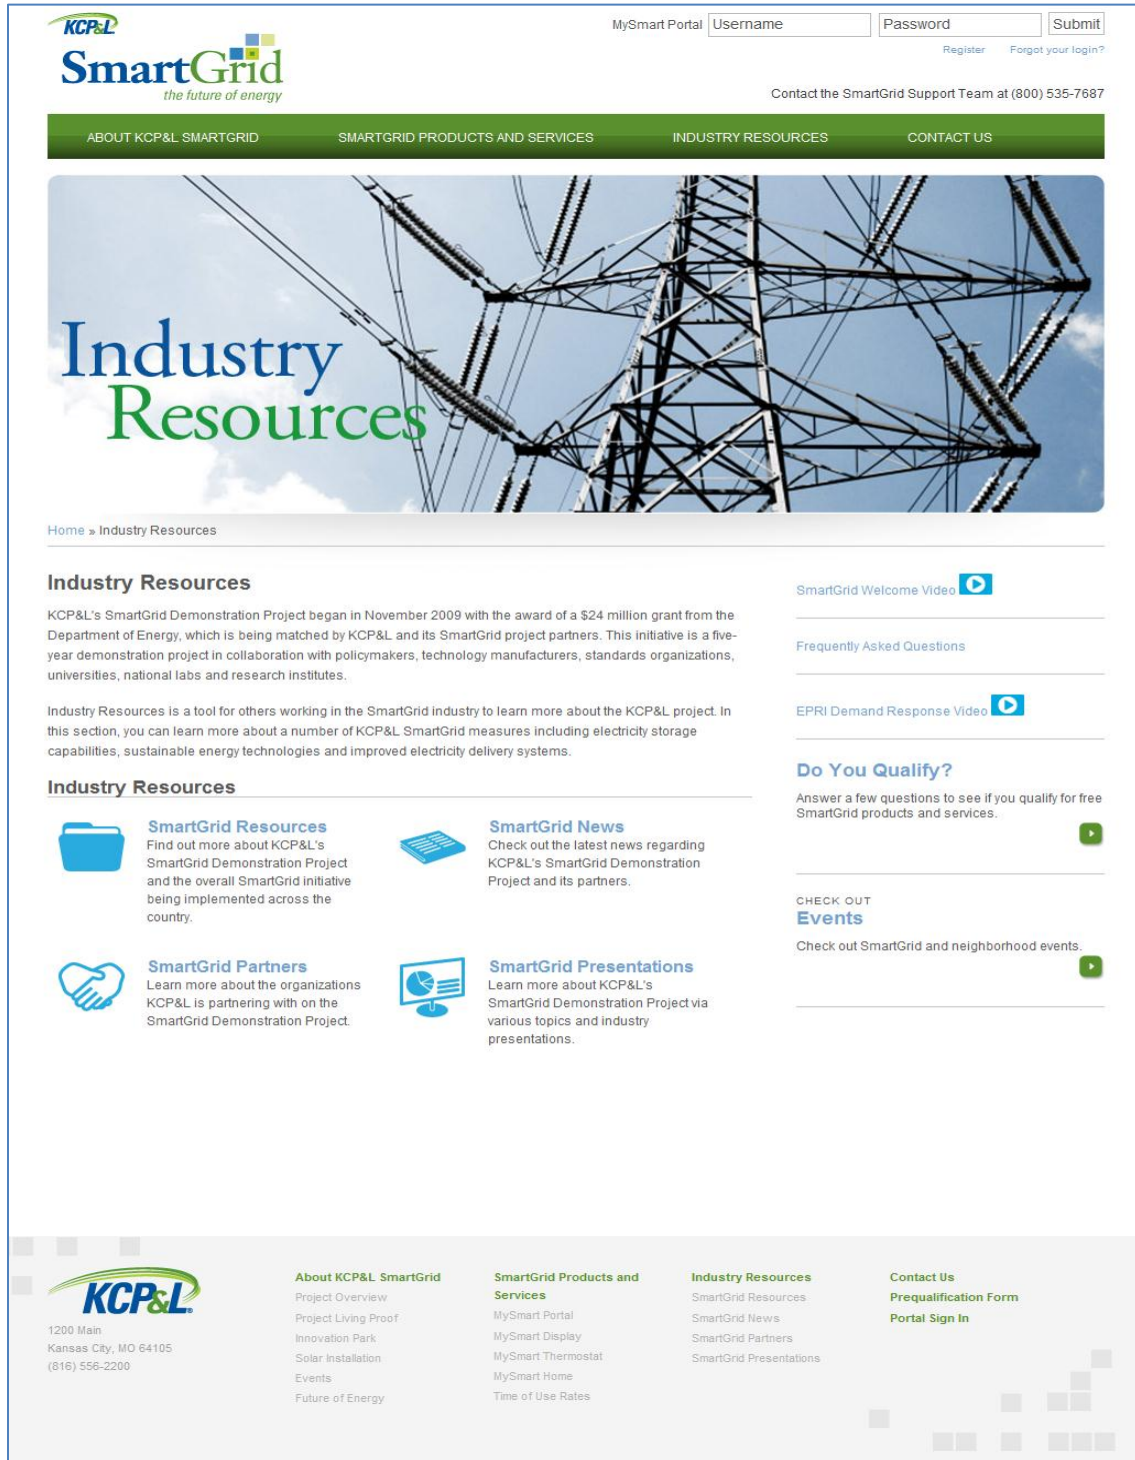 KCP&L
SmartGrid
the future of energy
MySmart Portal Username Password Submit
Register Forgot your login?
Contact the SmartGrid Support Team at (800) 535-7687
ABOUT KCP&L SMARTGRID SMARTGRID PRODUCTS AND SERVICES INDUSTRY RESOURCES CONTACT US
Industry
Resources
Home » Industry Resources
Industry Resources
KCP&L's SmartGrid Demonstration Project began in November 2009 with the award of a $24 million grant from the
Department of Energy, which is being matched by KCP&L and its SmartGrid project partners. This initiative is a five-
year demonstration project in collaboration with policymakers, technology manufacturers, standards organizations,
universities, national labs and research institutes.
Industry Resources is a tool for others working in the SmartGrid industry to learn more about the KCP&L project. In
this section, you can learn more about a number of KCP&L SmartGrid measures including electricity storage
capabilities, sustainable energy technologies and improved electricity delivery systems.
Industry Resources
SmartGrid Resources
Find out more about KCP&L's
SmartGrid Demonstration Project
and the overall SmartGrid initiative
being implemented across the
country.
SmartGrid News
Check out the latest news regarding
KCP&L's SmartGrid Demonstration
Project and its partners.
SmartGrid Partners
Learn more about the organizations
KCP&L is partnering with on the
SmartGrid Demonstration Project.
SmartGrid Presentations
Learn more about KCP&L's
SmartGrid Demonstration Project via
various topics and industry
presentations.
SmartGrid Welcome Video
Frequently Asked Questions
EPRI Demand Response Video
Do You Qualify?
Answer a few questions to see if you qualify for free
SmartGrid products and services.
CHECK OUT
Events
Check out SmartGrid and neighborhood events.
KCP&L
1200 Main
Kansas City, MO 64105
(816) 556-2200
About KCP&L SmartGrid
Project Overview
Project Living Proof
Innovation Park
Solar Installation
Events
Future of Energy
SmartGrid Products and
Services
MySmart Portal
MySmart Display
MySmart Thermostat
MySmart Home
Time of Use Rates
Industry Resources
SmartGrid Resources
SmartGrid News
SmartGrid Partners
SmartGrid Presentations
Contact Us
Prequalification Form
Portal Sign In